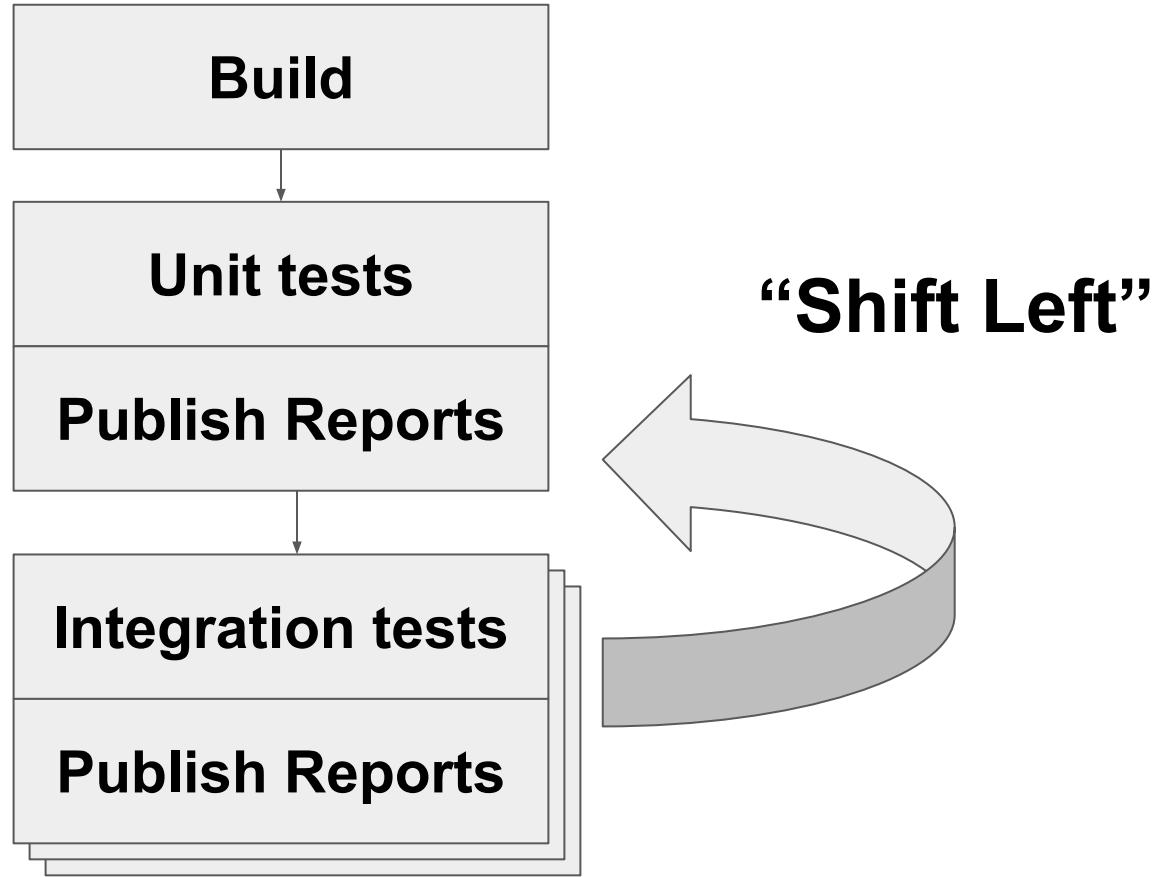 Build
Unit tests
“Shift Left”
Publish Reports
Integration tests
Publish Reports